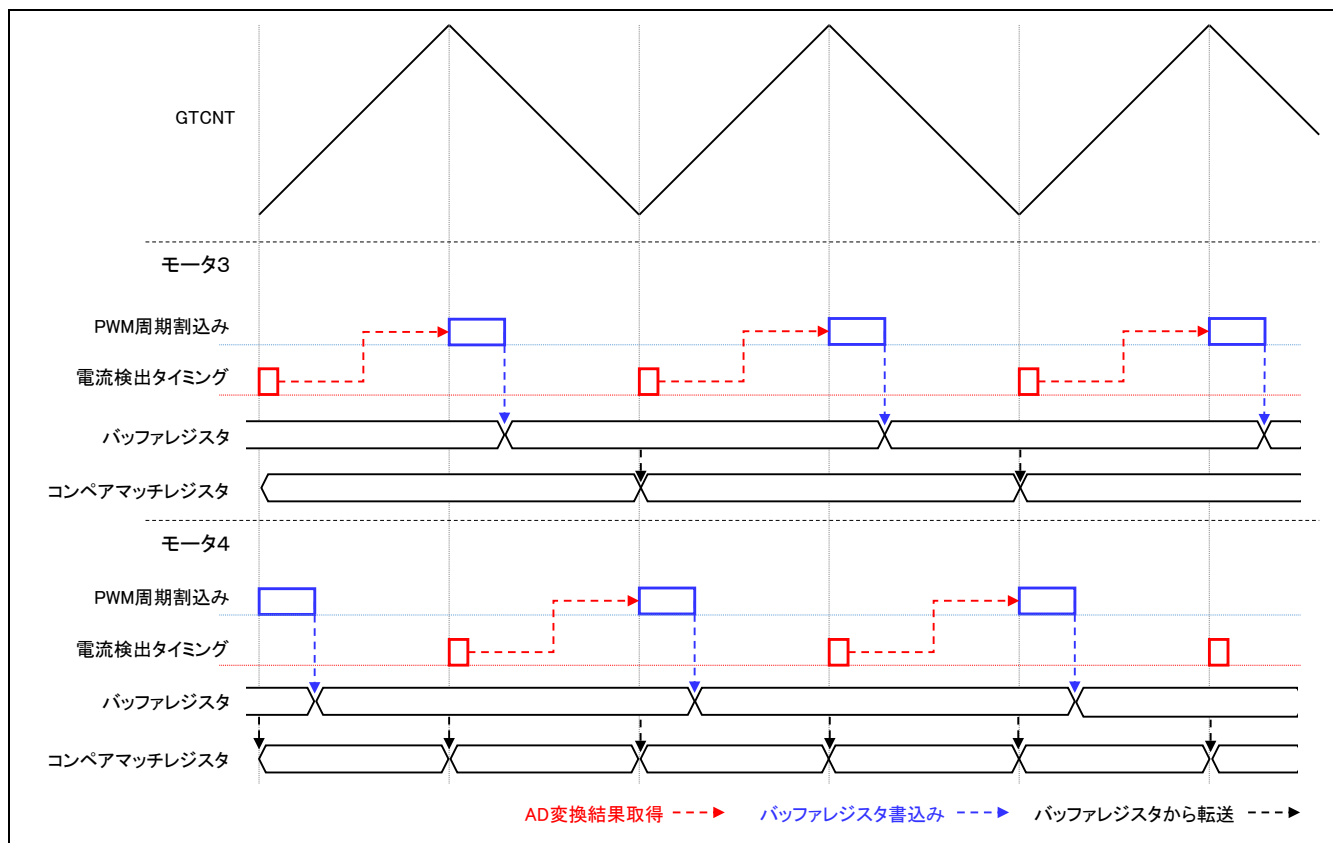 GTCNT
モータ3
PWM周期割込み
電流検出タイミング
バッファレジスタ
コンペアマッチレジスタ
モータ4
PWM周期割込み
電流検出タイミング
バッファレジスタ
コンペアマッチレジスタ
AD変換結果取得 バッファレジスタ書込み バッファレジスタから転送